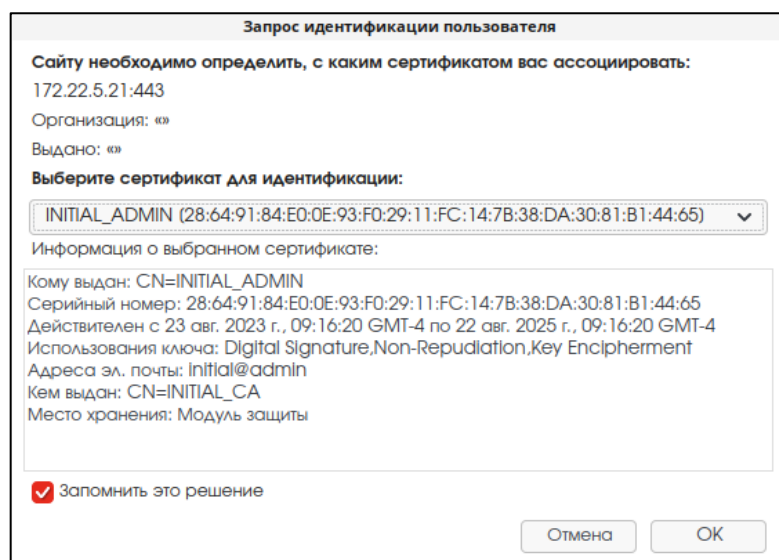 Запрос идентификации пользователя
Сайту необходимо определить, с каким сертификатом вас ассоциировать:
172.22.5.21:443
Организация: «»
Выдано: «»
Выберите сертификат для идентификации:
INITIAL_ADMIN (28:64:91:84:E0:0E:93:F0:29:11:FC:14:7B:38:DA:30:81:B1:44:65)
Информация о выбранном сертификате:
Кому выдан: CN=INITIAL_ADMIN
Серийный номер: 28:64:91:84:E0:0E:93:F0:29:11:FC:14:7B:38:DA:30:81:B1:44:65
Действителен с 23 авг. 2023 г., 09:16:20 GMT-4 по 22 авг. 2025 г., 09:16:20 GMT-4
Использования ключа: Digital Signature,Non-Repudiation,Key Encipherment
Адреса эл. почты: initial@admin
Кем выдан: CN=INITIAL_CA
Место хранения: Модуль защиты
Запомнить это решение
Отмена OK